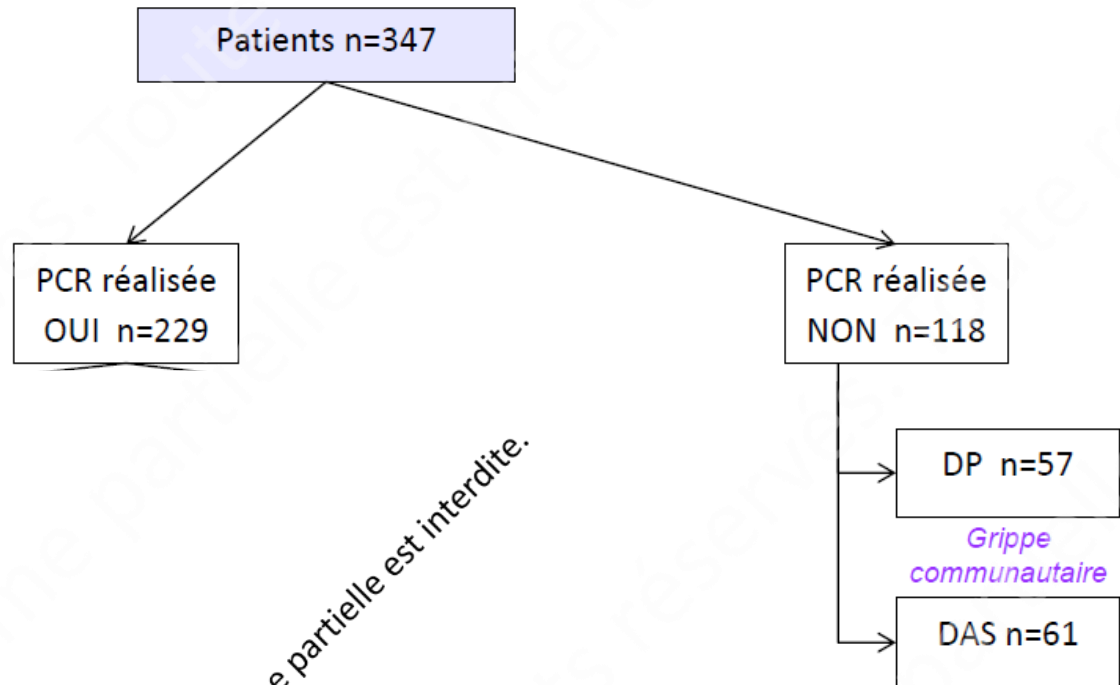 Patients n=347
PCR réalisée
OUI n=229
PCR réalisée
NON n=118
DP n=57
Grippe
communautaire
DAS n=61
e partielle est interdite.